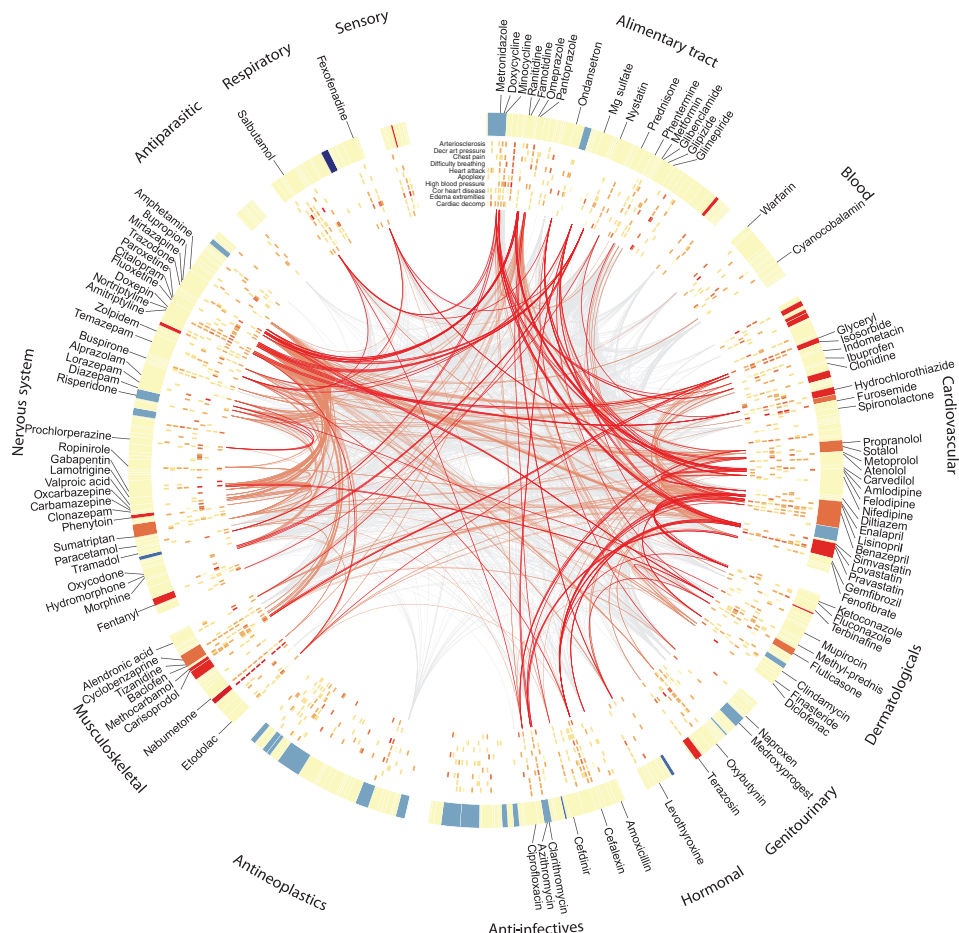 Sensory
Respiratory
Antiparasitic
Alimentary tract
Blood
Cardiovascular
Dermatologicals
Genitourinary
Hormonal
Anti-infectives
Antineoplastics
Musculoskeletal
Nervous system
Fexofenadine
Salbutamol
Metronidazole
Doxycycline
Minocycline
Ranitidine
Famotidine
Omeprazole
Pantoprazole
Ondansetron
Mg sulfate
Nystatin
Prednisone
Phentermine
Metformin
Glibenclamide
Glipizide
Glimepiride
Arteriosclerosis
Decr art pressure
Chest pain
Difficulty breathing
Heart attack
Apoplexy
High blood pressure
Cor heart disease
Edema extremities
Cardiac decomp
Warfarin
Cyanocobalamin
Glyceryl
Isosorbide
Indometacin
Ibuprofen
Clonidine
Hydrochlorothiazide
Furosemide
Spironolactone
Propranolol
Sotalol
Metoprolol
Atenolol
Carvedilol
Amlodipine
Felodipine
Nifedipine
Diltiazem
Enalapril
Lisinopril
Benazepril
Simvastatin
Lovastatin
Pravastatin
Gemfibrozil
Fenofibrate
Ketoconazole
Fluconazole
Terbinafine
Mupirocin
Methyl-prednis
Fluticasone
Clindamycin
Finasteride
Diclofenac
Naproxen
Medroxyprogest
Oxybutynin
Terazosin
Levothyroxine
Amoxicillin
Cefalexin
Cefdinir
Clarithromycin
Azithromycin
Ciprofloxacin
Etodolac
Nabumetone
Carisoprodol
Methocarbamol
Baclofen
Tizanidine
Cyclobenzaprine
Alendronic acid
Fentanyl
Morphine
Hydromorphone
Oxycodone
Tramadol
Paracetamol
Sumatriptan
Phenytoin
Clonazepam
Carbamazepine
Oxcarbazepine
Valproic acid
Lamotrigine
Gabapentin
Ropinirole
Prochlorperazine
Risperidone
Diazepam
Lorazepam
Alprazolam
Buspirone
Temazepam
Zolpidem
Amitriptyline
Nortriptyline
Doxepin
Fluoxetine
Citalopram
Paroxetine
Trazodone
Mirtazapine
Bupropion
Amphetamine